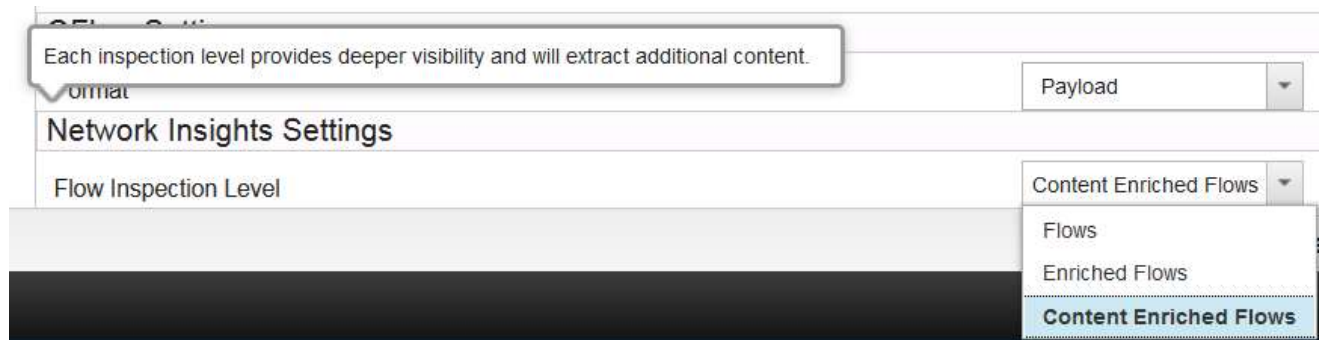 Each inspection level provides deeper visibility and will extract additional content.
Payload
Network Insights Settings
Flow Inspection Level
Content Enriched Flows
Flows
Enriched Flows
Content Enriched Flows